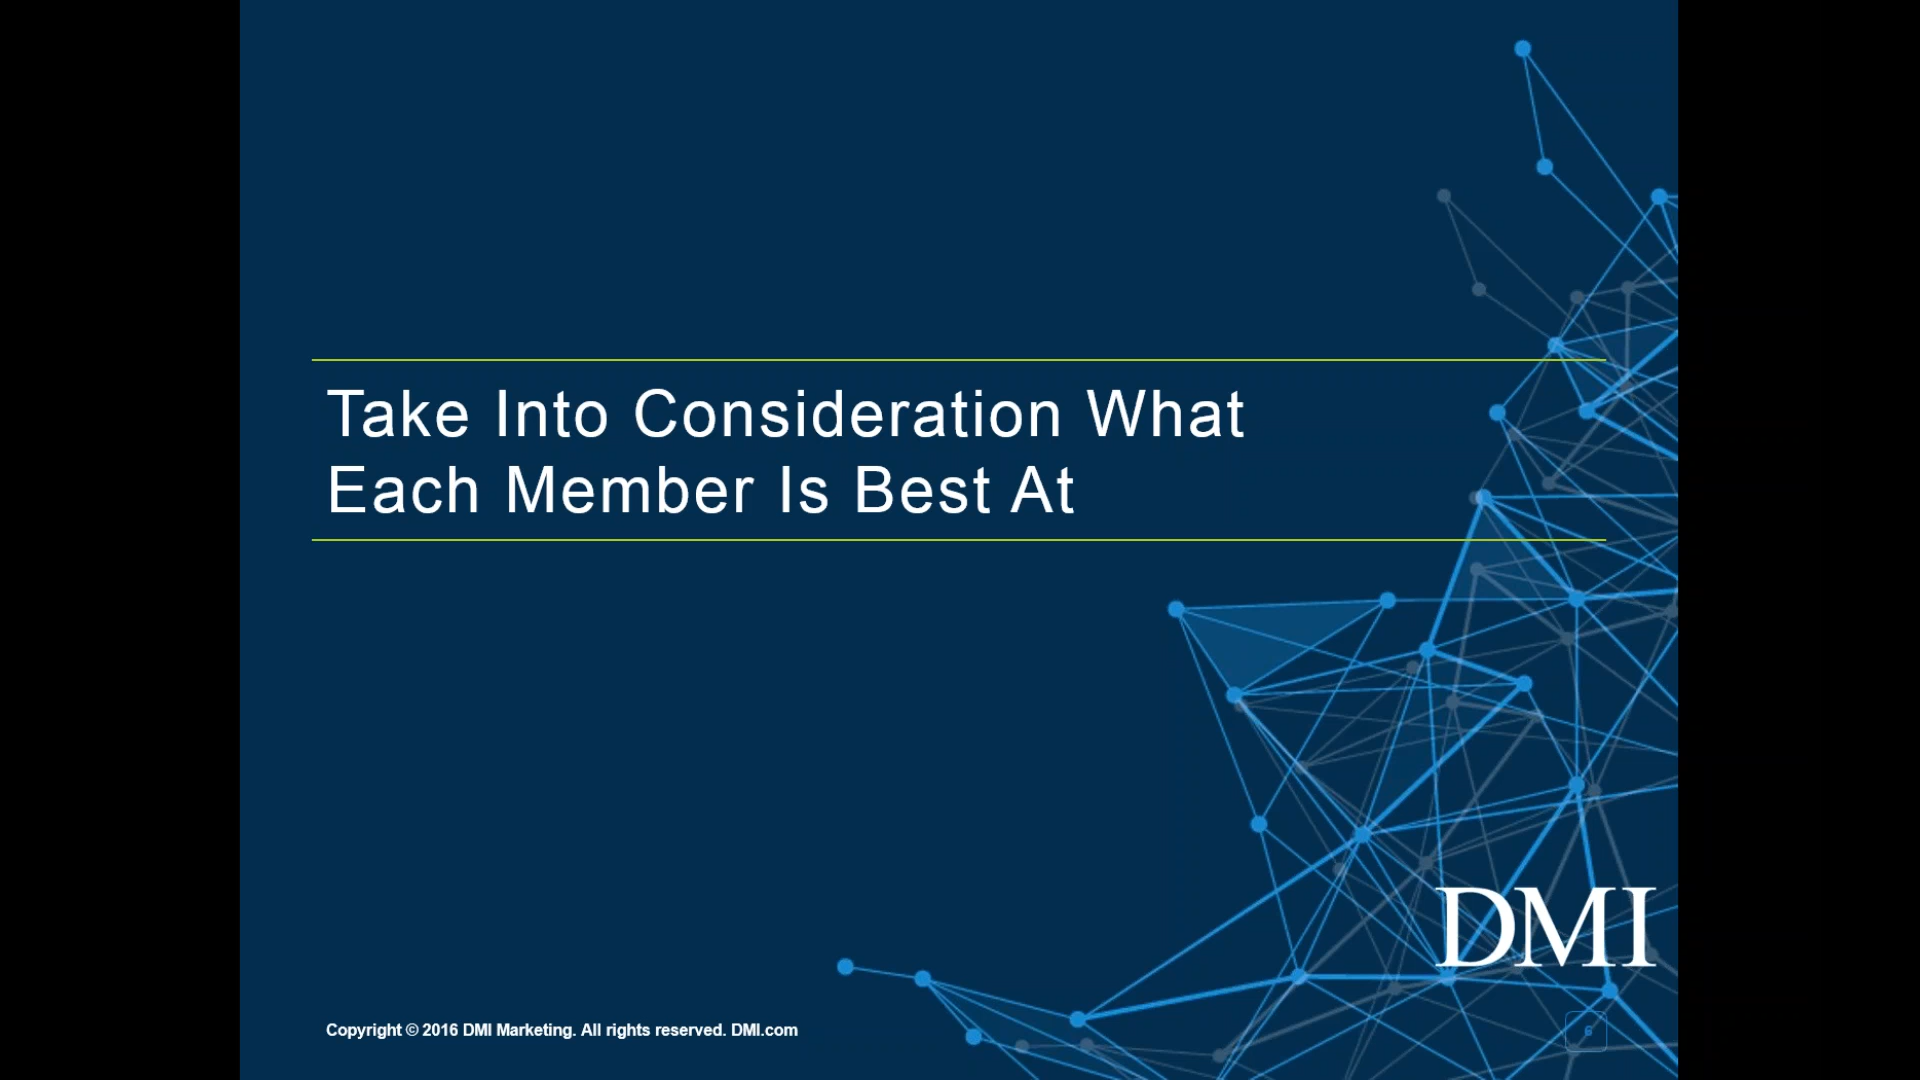 Take Into Consideration What
Each Member Is Best At
DMI
Copyright © 2016 DMI Marketing. All rights reserved. DMI.com
6